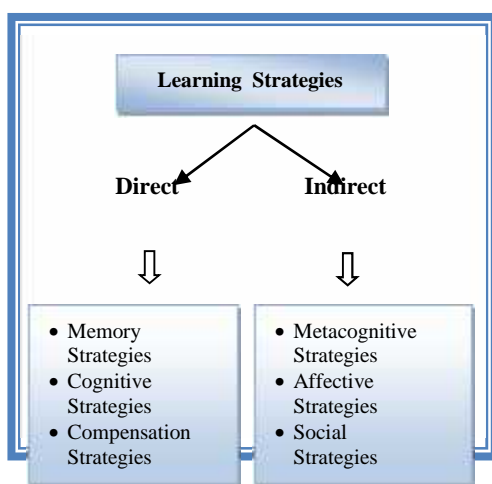 Learning Strategies
Direct
Indirect
• Memory
Strategies
• Cognitive
Strategies
• Compensation
Strategies
• Metacognitive
Strategies
• Affective
Strategies
• Social
Strategies